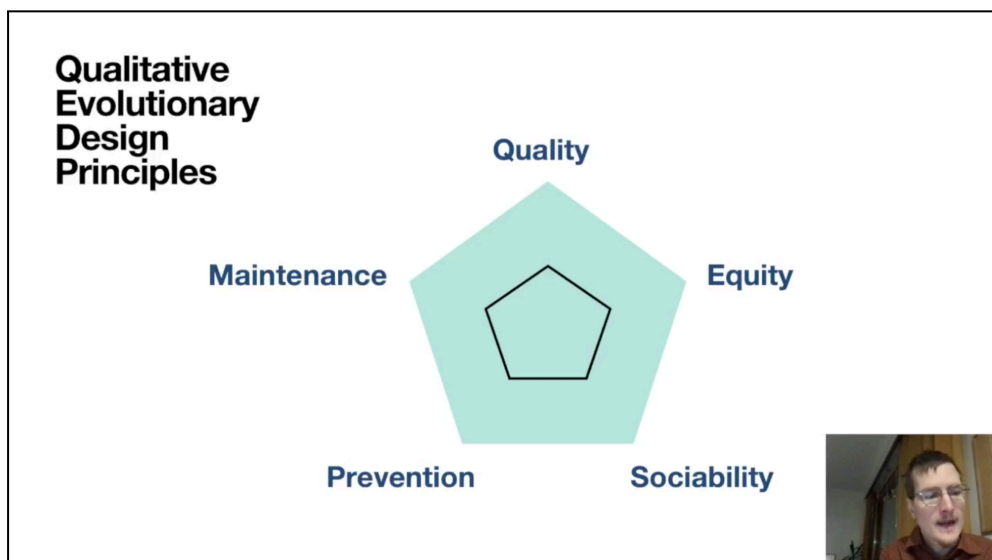 Qualitative
Evolutionary
Design
Principles
Quality
Maintenance
Equity
Prevention
Sociability